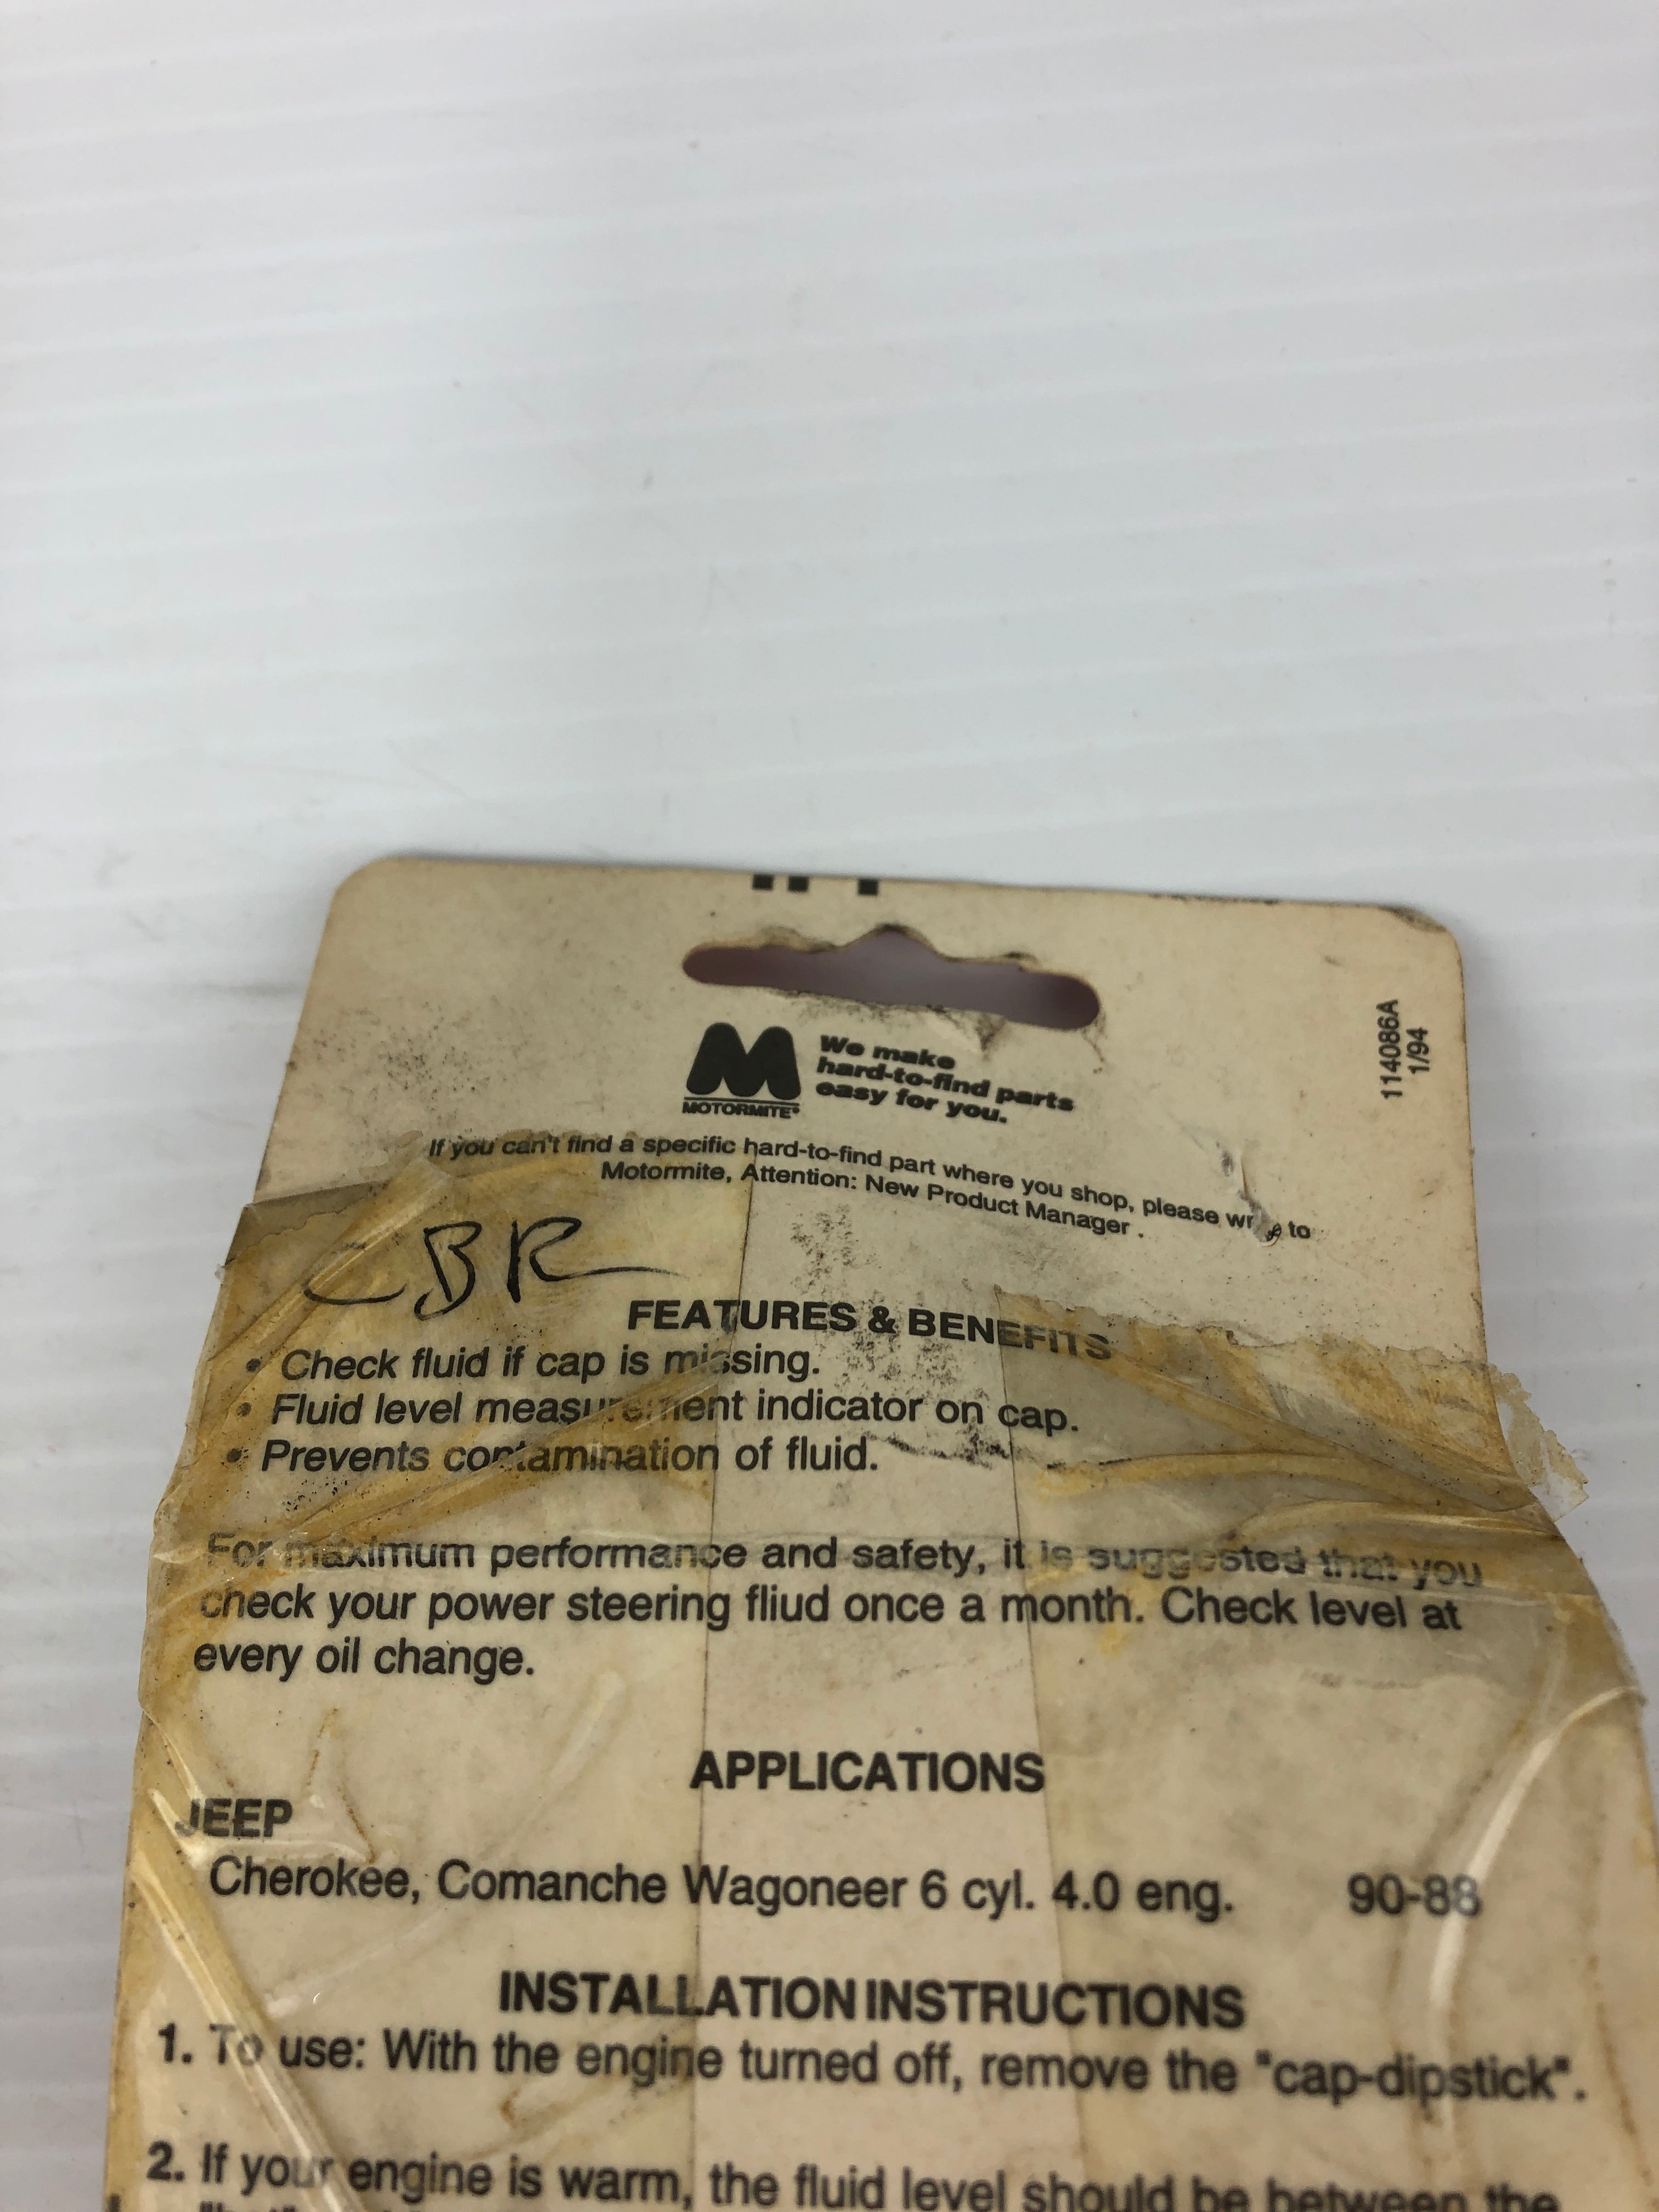 114086A
1/94
M
MOTORMITE®
We make
hard-to-find parts
easy for you.
If you can't find a specific hard-to-find part where you shop, please to
Motormite, Attention: New Product Manager .
CBR
FEATURES & BENEFITS
• Check fluid if cap is missing.
• Fluid level measurement indicator on cap.
• Prevents contamination of fluid.
For maximum performance and safety, it is suggested that you
check your power steering fliud once a month. Check level at
every oil change.
APPLICATIONS
JEEP
Cherokee, Comanche Wagoneer 6 cyl. 4.0 eng. 90-88
INSTALLATION INSTRUCTIONS
1. To use: With the engine turned off, remove the "cap-dipstick".
2. If your engine is warm, the fluid level should be between the